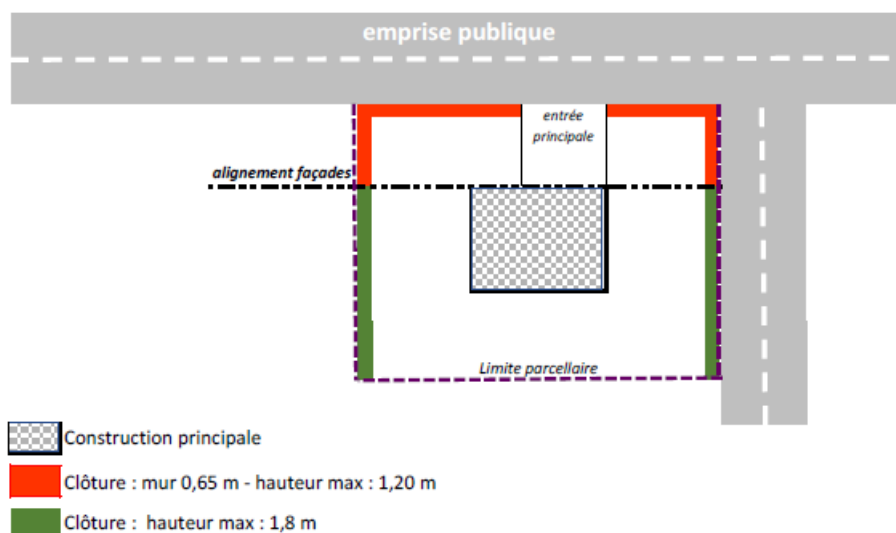 emprise publique
entrée
principale
alignement façades
Limite parcellaire
Construction principale
Clôture : mur 0,65 m - hauteur max : 1,20 m
Clôture :  hauteur max : 1,8 m